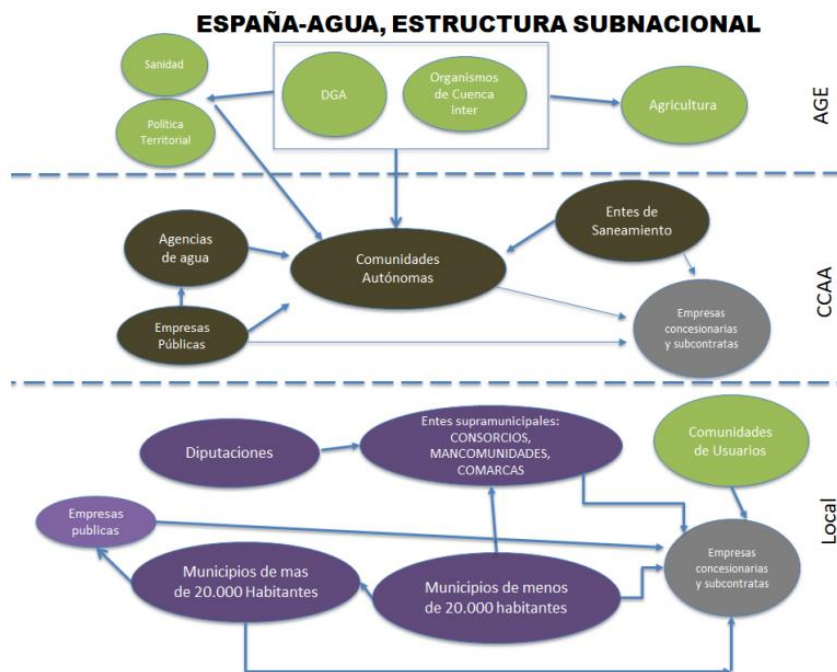 ESPAÑA-AGUA, ESTRUCTURA SUBNACIONAL
Sanidad
Política
Territorial
DGA
Organismos
de Cuenca
inter
Agricultura
AGE
Agencias
de agua
Empresas
Públicas
Comunidades
Autónomas
Entes de
Saneamiento
Empresas
concesionarias
y subcontratas
CCAA
Diputaciones
Entes supramunicipales:
CONSORCIOS,
MANCOMUNIDADES,
COMARCAS
Comunidades
de Usuarios
Empresas
publicas
Municipios de mas
de 20.000 Habitantes
Municipios de menos
de 20.000 habitantes
Empresas
concesionarias
y subcontratas
Local